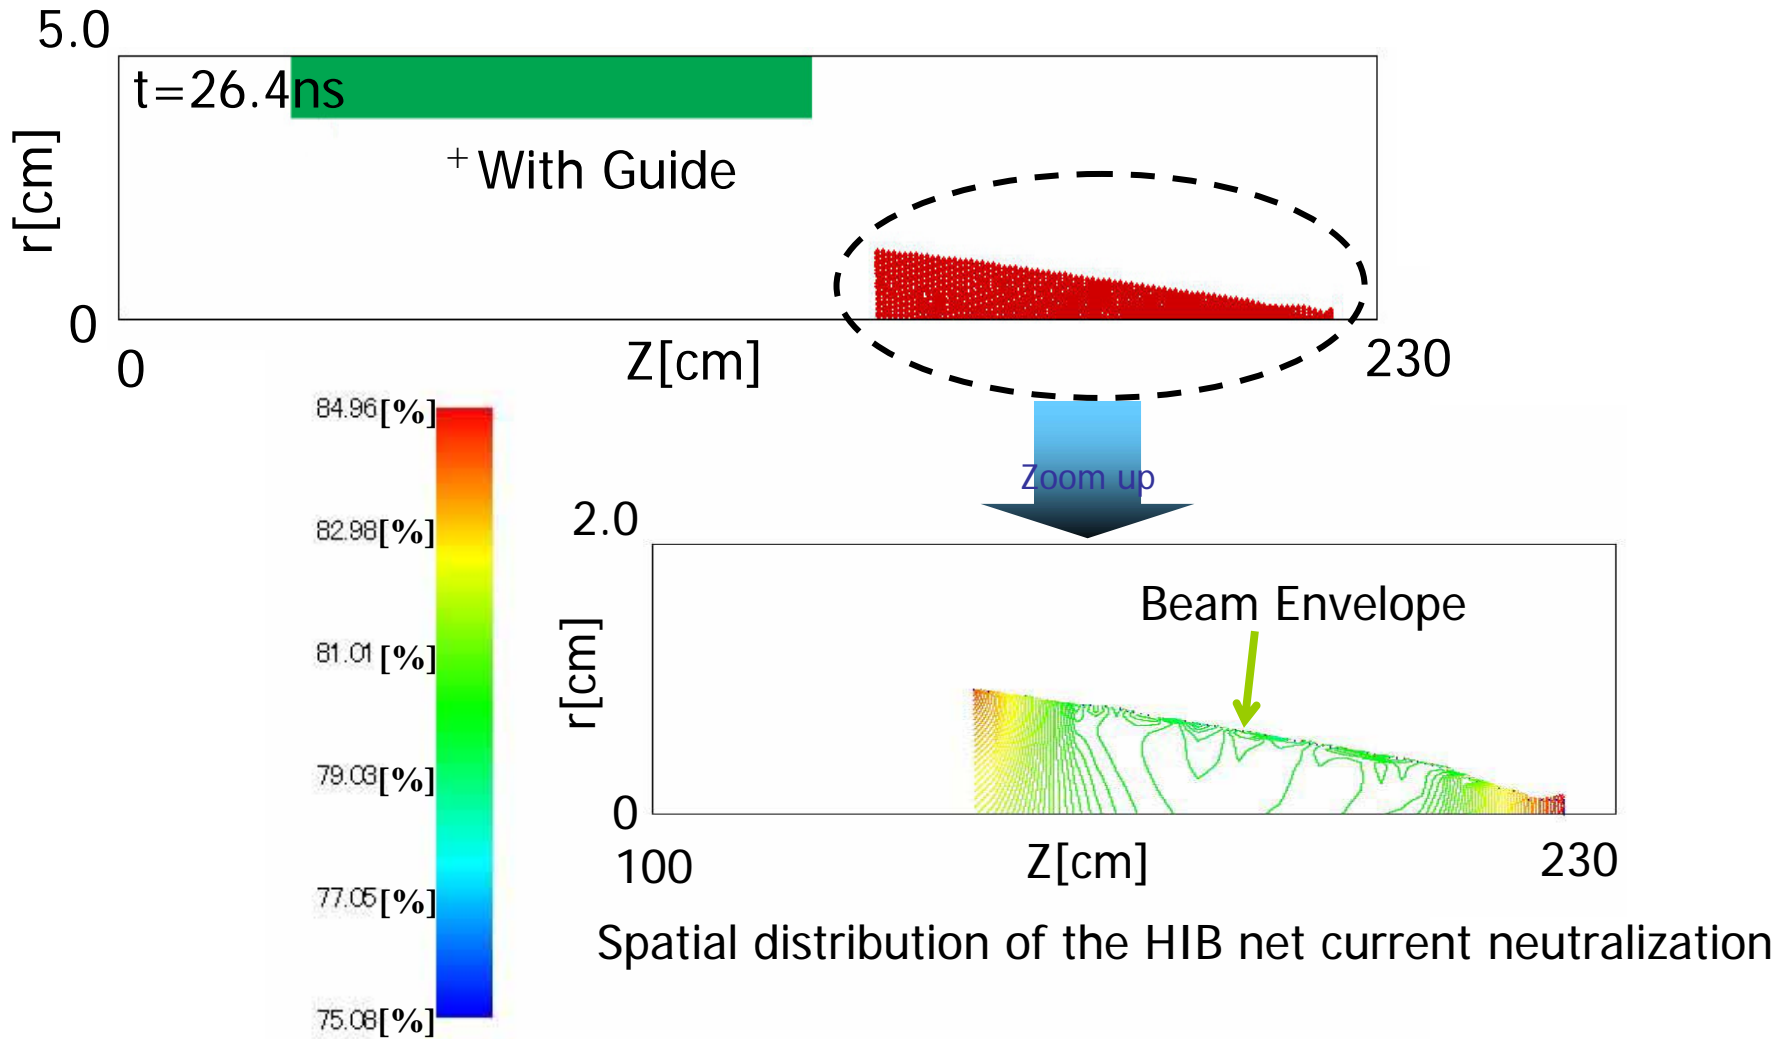 5.0
t=26.4ns
+ With Guide
r[cm]
0
0
Z[cm]
230
84.96[%]
82.98[%]
81.01[%]
79.03[%]
77.05[%]
75.08[%]
Zoom up
2.0
Beam Envelope
r[cm]
0
100
Z[cm]
230
Spatial distribution of the HIB net current neutralization